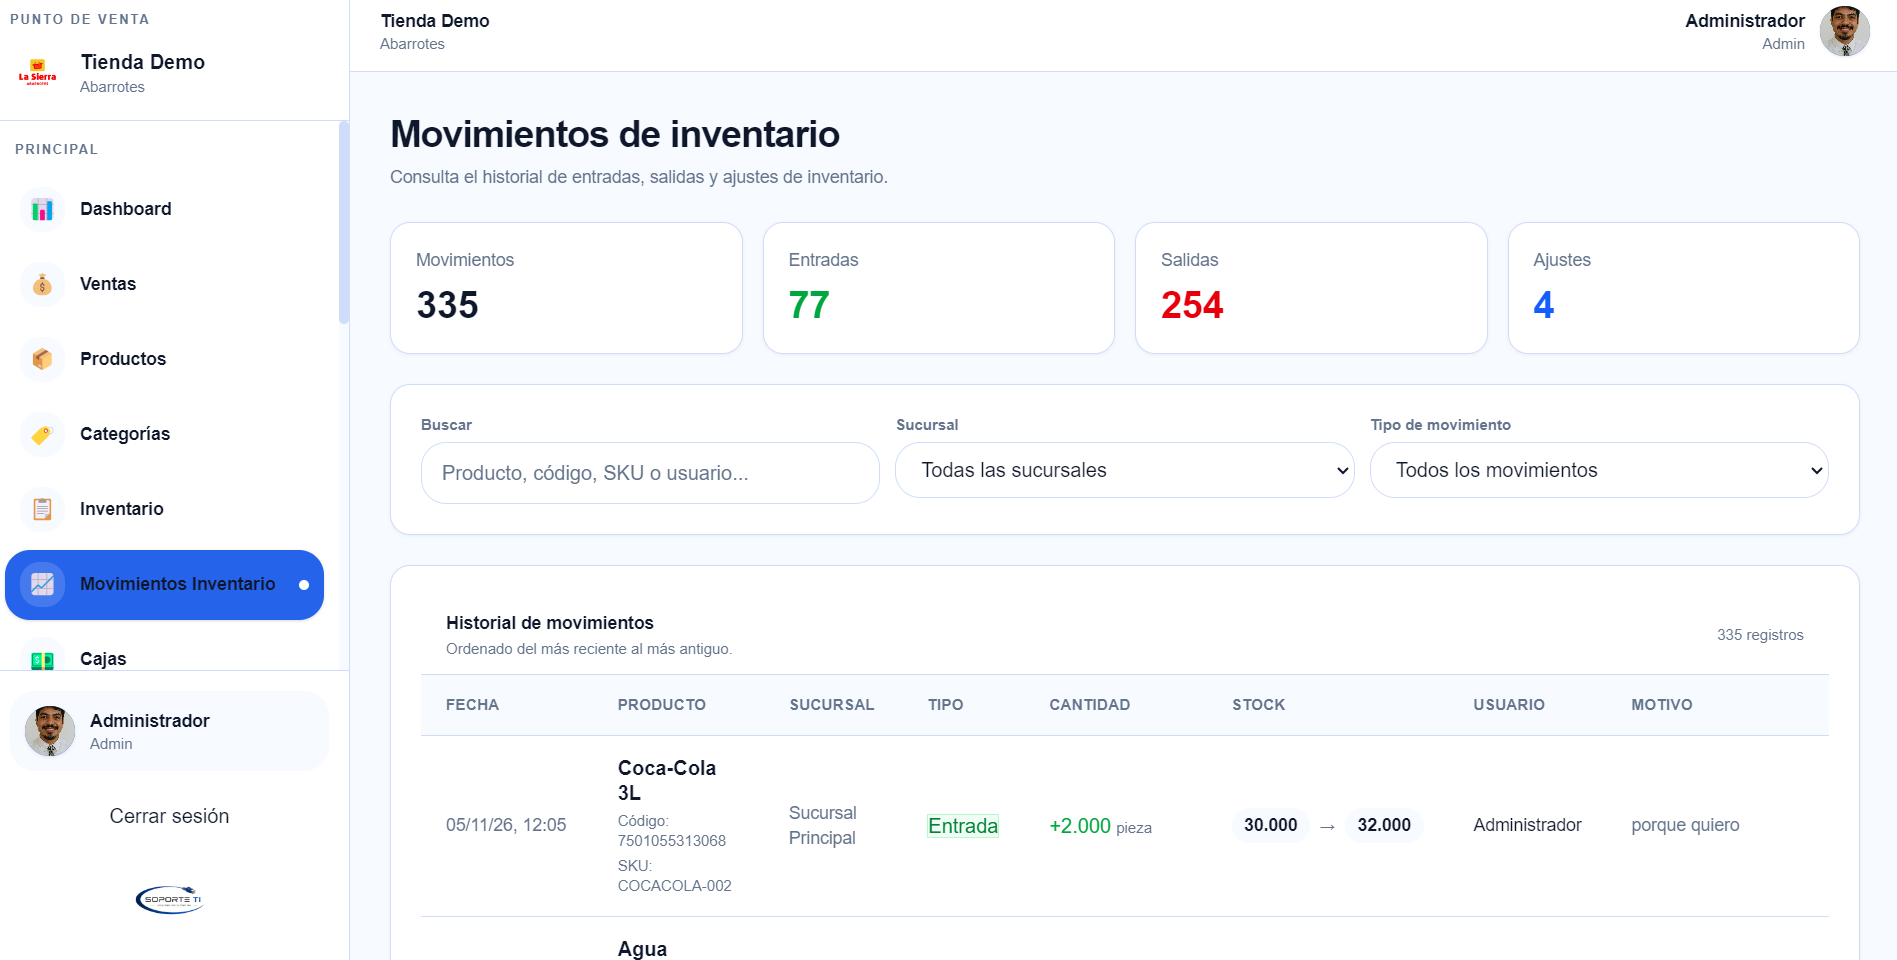 PUNTO DE VENTA
La Sierra
ABARROTES
Tienda Demo
Abarrotes
PRINCIPAL
Dashboard
Ventas
Productos
Categorías
Inventario
Movimientos Inventario
Cajas
Administrador
Admin
Cerrar sesión
SOPORTE TI
Tienda Demo
Abarrotes
Administrador
Admin
Movimientos de inventario
Consulta el historial de entradas, salidas y ajustes de inventario.
Movimientos
335
Entradas
77
Salidas
254
Ajustes
4
Buscar
Producto, código, SKU o usuario...
Sucursal
Todas las sucursales
Tipo de movimiento
Todos los movimientos
Historial de movimientos
Ordenado del más reciente al más antiguo.
335 registros
FECHA PRODUCTO SUCURSAL TIPO CANTIDAD STOCK USUARIO MOTIVO
05/11/26, 12:05
Coca-Cola
3L
Código:
7501055313068
SKU:
COCACOLA-002
Sucursal
Principal
Entrada
+2.000 pieza
30.000 → 32.000
Administrador
porque quiero
Agua